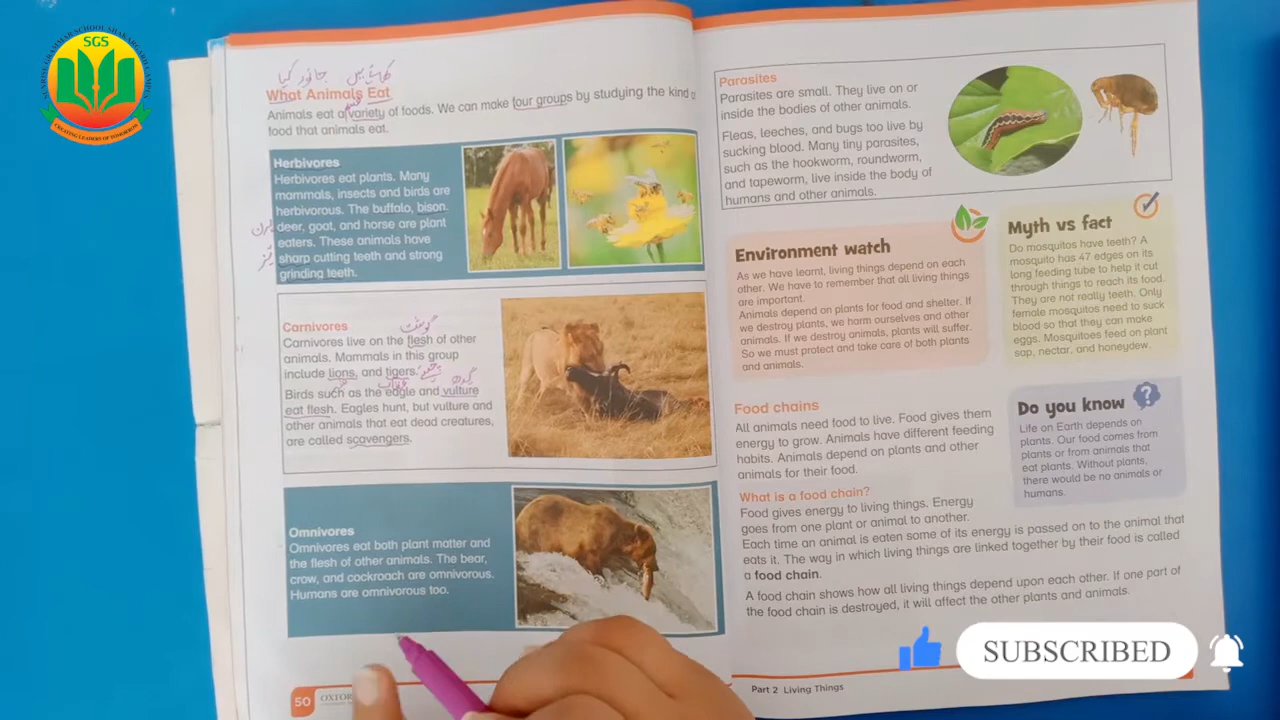 SUNRISE GRAMMAR SCHOOL SHAKARGARH CAMPUS
SGS
CREATING LEADERS OF TOMORROW
جانور کیا کھاتے ہیں
What Animals Eat
Animals eat a variety of foods. We can make four groups by studying the kind
food that animals eat.
Herbivores
Herbivores eat plants. Many
mammals, insects and birds are
herbivorous. The buffalo, bison.
deer, goat, and horse are plant
eaters. These animals have
sharp cutting teeth and strong
grinding teeth.
Carnivores
گوشت
Carnivores live on the flesh of other
animals. Mammals in this group
include lions, and tigers.
Birds such as the eagle and vulture
eat flesh. Eagles hunt, but vulture and
other animals that eat dead creatures,
are called scavengers.
Omnivores
Omnivores eat both plant matter and
the flesh of other animals. The bear,
crow, and cockroach are omnivorous.
Humans are omnivorous too.
50
Parasites
Parasites are small. They live on or
inside the bodies of other animals.
Fleas, leeches, and bugs too live by
sucking blood. Many tiny parasites,
such as the hookworm, roundworm,
and tapeworm, live inside the body of
humans and other animals.
Environment watch
As we have learnt, living things depend on each
other. We have to remember that all living things
are important.
Animals depend on plants for food and shelter. If
we destroy plants, we harm ourselves and other
animals. If we destroy animals, plants will suffer.
So we must protect and take care of both plants
and animals.
Myth vs fact
Do mosquitos have teeth? A
mosquito has 47 edges on its
long feeding tube to help it cut
through things to reach its food.
They are not really teeth. Only
female mosquitos need to suck
blood so that they can make
eggs. Mosquitoes feed on plant
sap, nectar, and honeydew.
Food chains
All animals need food to live. Food gives them
energy to grow. Animals have different feeding
habits. Animals depend on plants and other
animals for their food.
Do you know
?
Life on Earth depends on
plants. Our food comes from
plants or from animals that
eat plants. Without plants,
there would be no animals or
humans.
What is a food chain?
Food gives energy to living things. Energy
goes from one plant or animal to another.
Each time an animal is eaten some of its energy is passed on to the animal that
eats it. The way in which living things are linked together by their food is called
a food chain.
A food chain shows how all living things depend upon each other. If one part of
the food chain is destroyed, it will affect the other plants and animals.
Part 2 Living Things
SUBSCRIBED